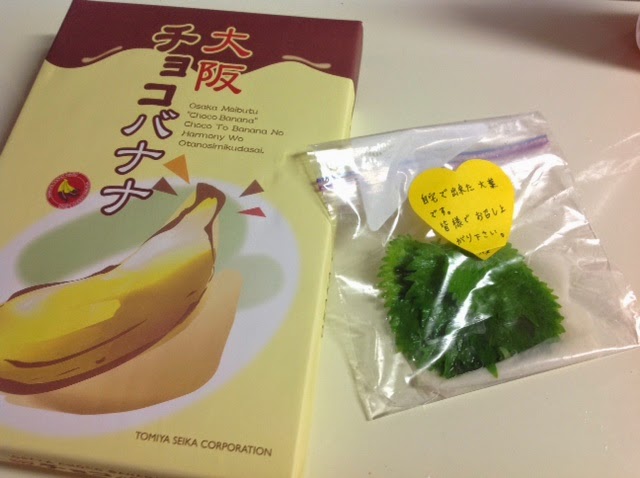 大阪
チョコバナナ
Osaka Meibutu
"Choco.Banana"
Choco To Banana No
Harmony Wo
Otanosimikudasai.
TOMIYA SEIKA CORPORATION
自宅で出来た大葉
です。
皆様でお召し上
がり下さい。